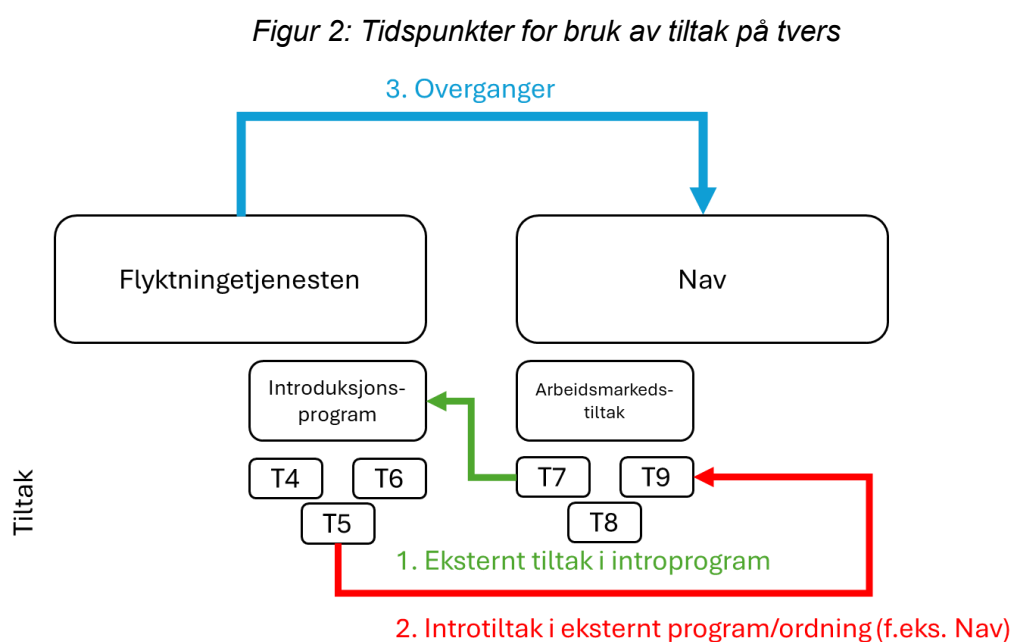 Figur 2: Tidspunkter for bruk av tiltak på tvers
3. Overganger
Flyktningetjenesten
Nav
Introduksjons-
program
Arbeidsmarkeds-
tiltak
Tiltak
T4
T6
T5
T7
T9
T8
1. Eksternt tiltak i introprogram
2. Introtiltak i eksternt program/ordning (f.eks. Nav)